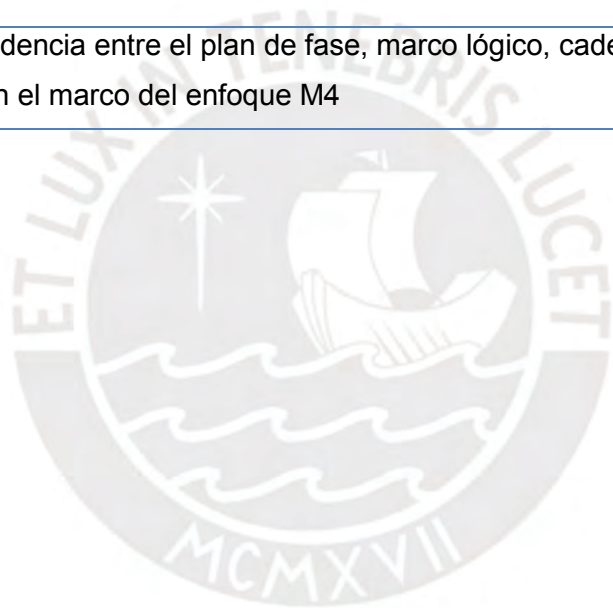 dencia entre el plan de fase, marco lógico, cade
n el marco del enfoque M4
ET LUX IN TENEBRIS LUCET
MCMXVII